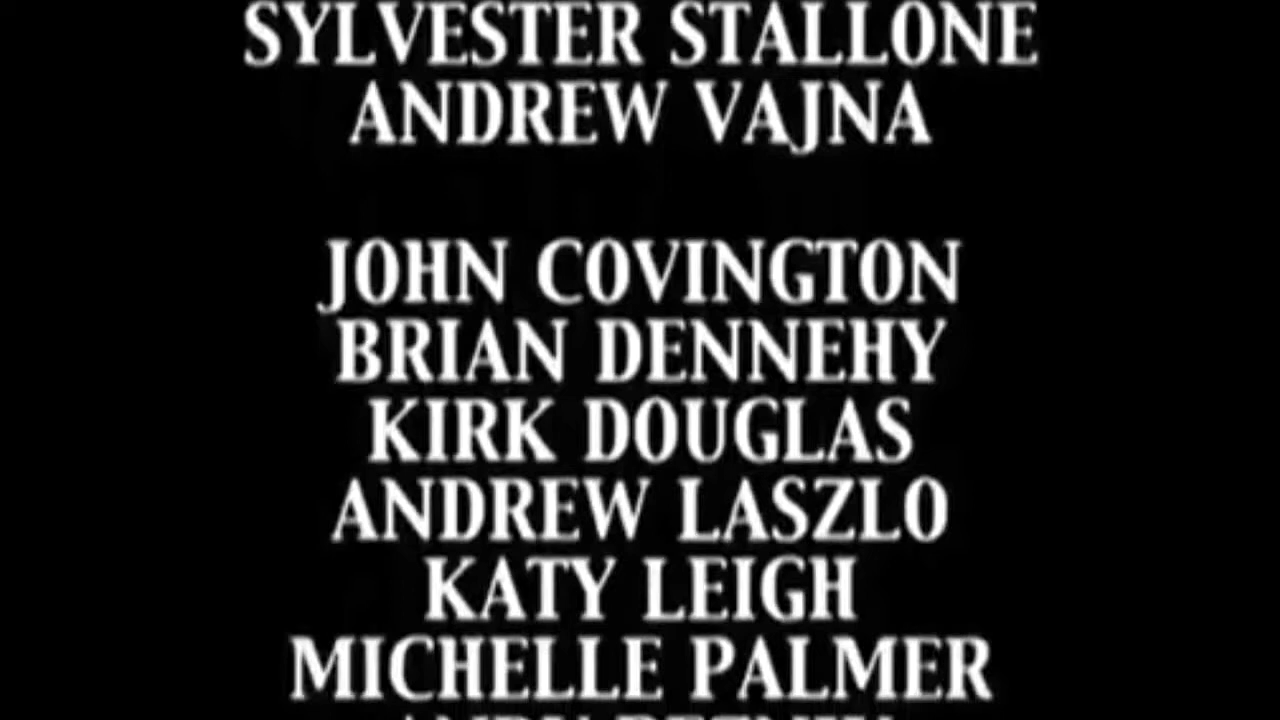 SYLVESTER STALLONE
ANDREW VAJNA
JOHN COVINGTON
BRIAN DENNEHY
KIRK DOUGLAS
ANDREW LASZLO
KATY LEIGH
MICHELLE PALMER